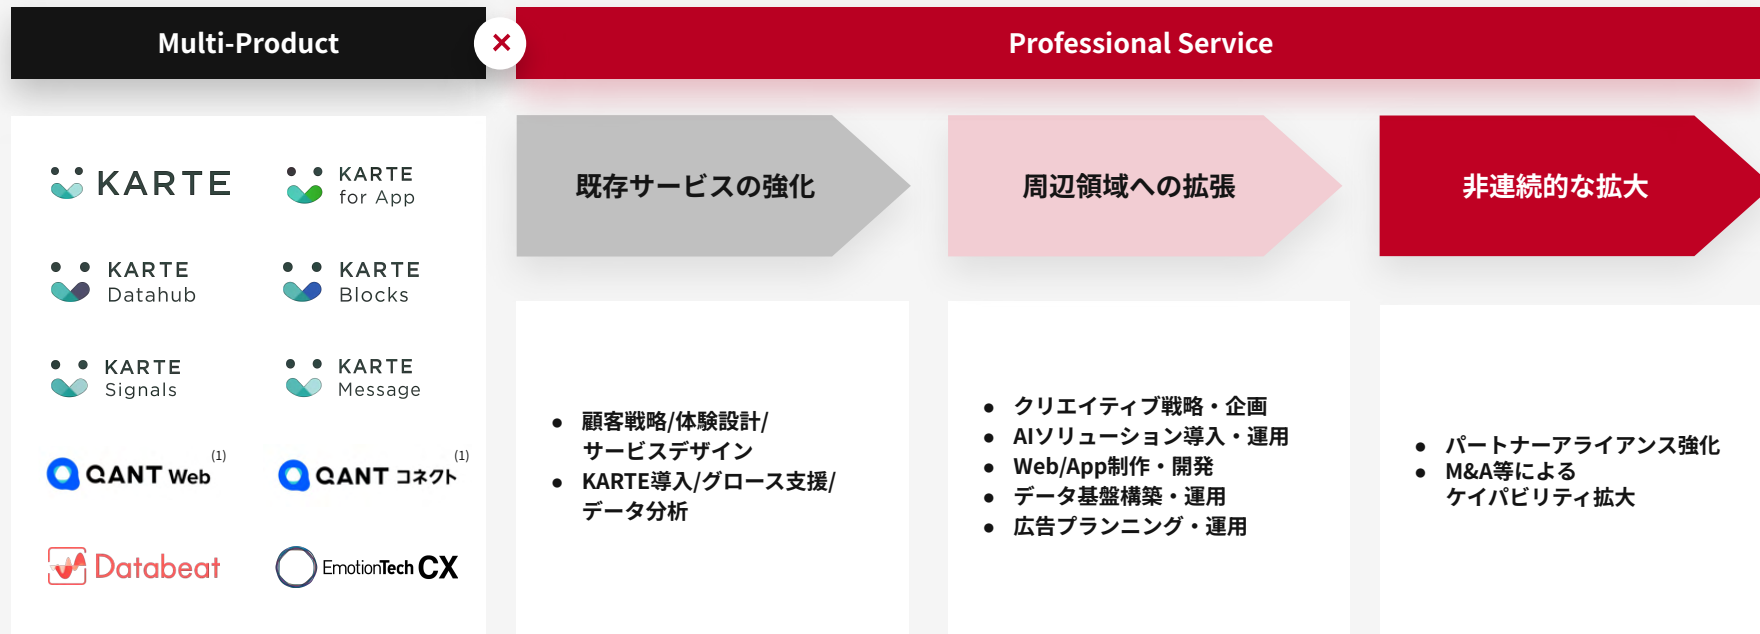 Multi-Product
×
Professional Service
KARTE
KARTE
for App
KARTE
Datahub
KARTE
Blocks
KARTE
Signals
KARTE
Message
QANT Web (1)
QANT コネクト (1)
Databeat
EmotionTech CX
既存サービスの強化
● 顧客戦略/体験設計/
サービスデザイン
● KARTE導入/グロース支援/
データ分析
周辺領域への拡張
● クリエイティブ戦略・企画
● AIソリューション導入・運用
● Web/App制作・開発
● データ基盤構築・運用
● 広告プランニング・運用
非連続的な拡大
● パートナーアライアンス強化
● M&A等による
ケイパビリティ拡大